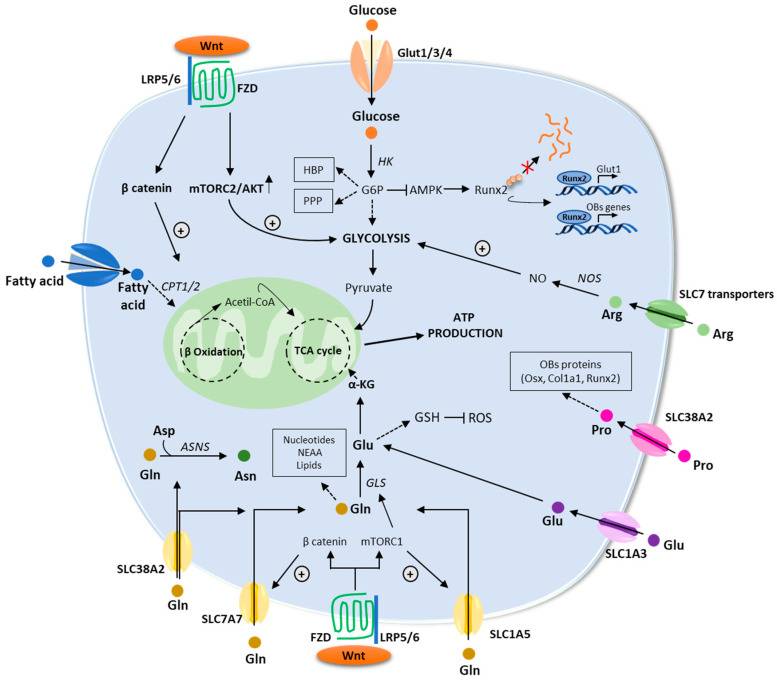 Glucose
Wnt
Glut1/3/4
LRP5/6
FZD
Glucose
HK
HBP
PPP
G6P
AMPK
Runx2
Runx2
Glut1
Runx2
OBs genes
β catenin
mTORC2/AKT
+
+
GLYCOLYSIS
+
Fatty acid
Fatty
acid
CPT1/2
Acetil-CoA
Pyruvate
NO
NOS
Arg
SLC7 transporters
Arg
β Oxidation
TCA cycle
ATP
PRODUCTION
α-KG
OBs proteins
(Osx, Col1a1, Runx2)
Pro
SLC38A2
Pro
GSH
ROS
Asp
ASNS
Gln
Asn
Nucleotides
NEAA
Lipids
Glu
GLS
Gln
Glu
SLC1A3
Glu
β catenin
mTORC1
+
+
SLC38A2
Gln
SLC7A7
Gln
FZD
LRP5/6
Wnt
SLC1A5
Gln